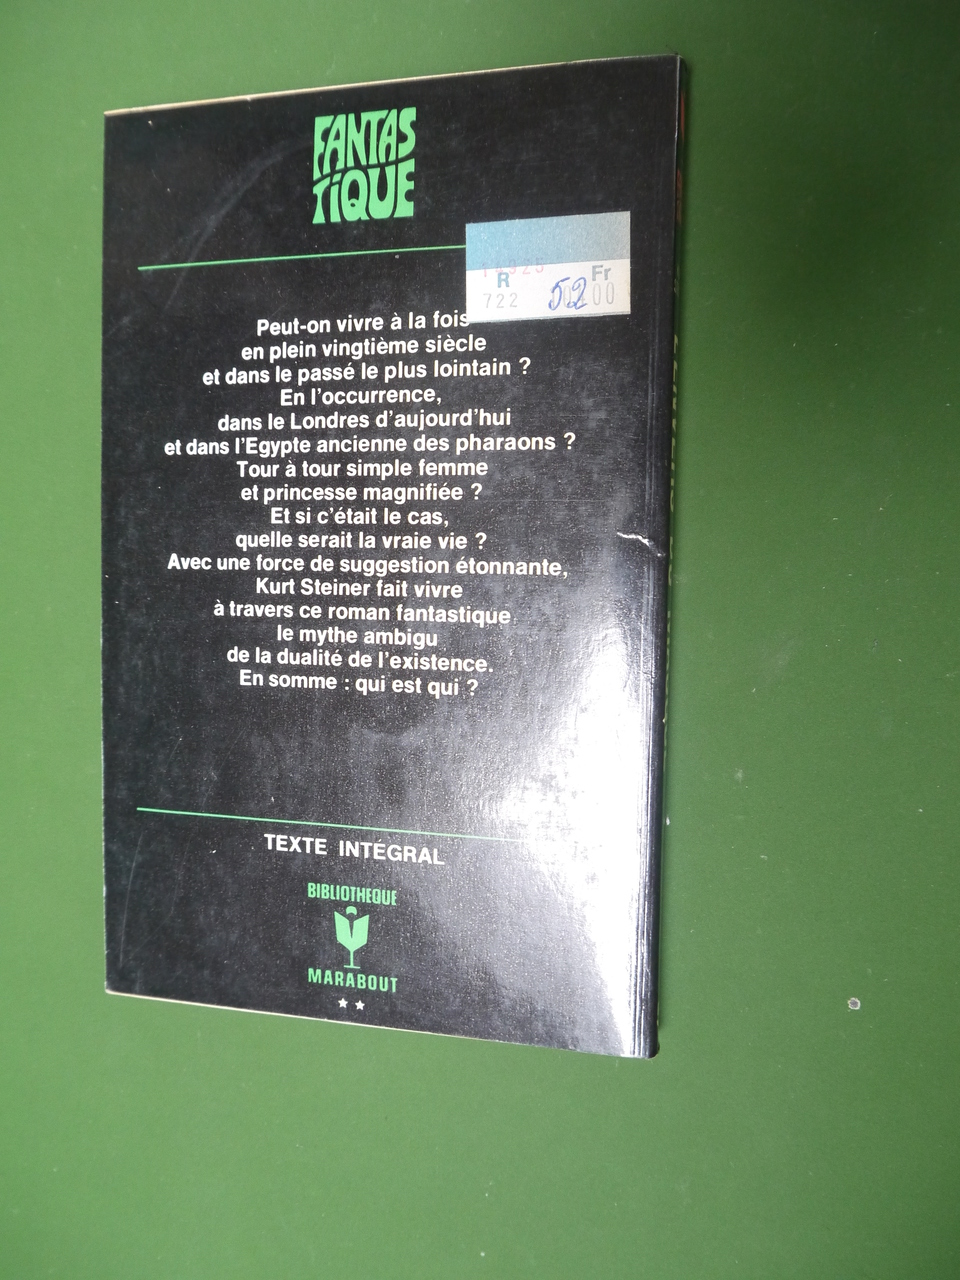 FANTAS
TIQUE
R
Fr
722
52
Peut-on vivre à la fois
en plein vingtième siècle
et dans le passé le plus lointain ?
En l'occurrence,
dans le Londres d'aujourd'hui
et dans l'Egypte ancienne des pharaons ?
Tour à tour simple femme
et princesse magnifiée ?
Et si c'était le cas,
quelle serait la vraie vie ?
Avec une force de suggestion étonnante,
Kurt Steiner fait vivre
à travers ce roman fantastique
le mythe ambigu
de la dualité de l'existence.
En somme : qui est qui ?
TEXTE INTÉGRAL
BIBLIOTHEQUE
MARABOUT